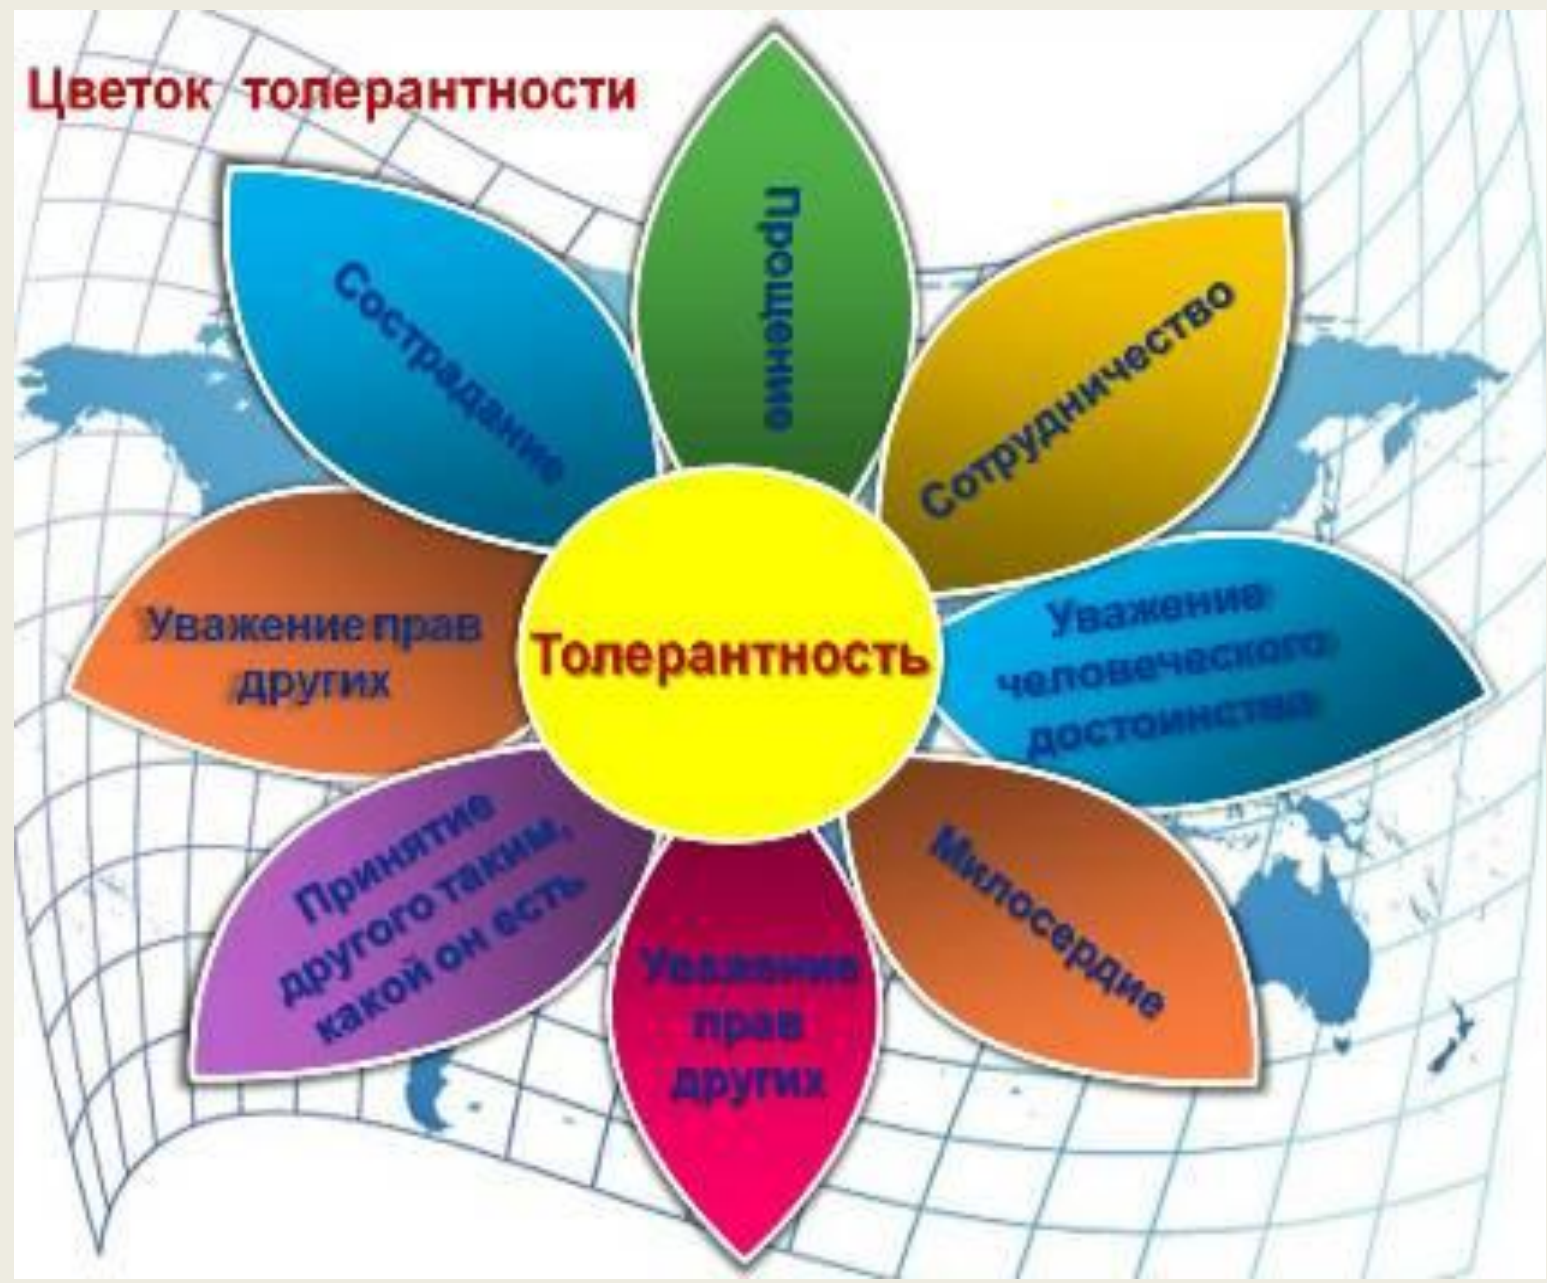 Цветок толерантности
Прощение
Сотрудничество
Уважение
человеческого
достоинства
Милосердие
Уважение
прав
других
Принятие
другого таким,
какой он есть
Уважение прав
других
Сострадание
Толерантность